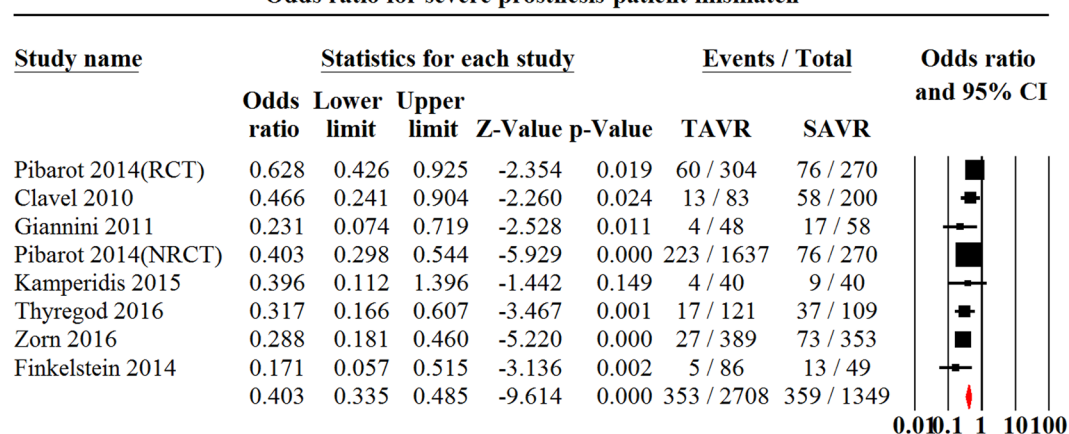 Odds ratio for severe prosthesis-patient mismatch
Study name Statistics for each study Events / Total Odds ratio
and 95% CI
Odds Lower Upper
ratio limit limit Z-Value p-Value TAVR SAVR
Pibarot 2014(RCT) 0.628 0.426 0.925 -2.354 0.019 60 / 304 76 / 270
Clavel 2010 0.466 0.241 0.904 -2.260 0.024 13 / 83 58 / 200
Giannini 2011 0.231 0.074 0.719 -2.528 0.011 4 / 48 17 / 58
Pibarot 2014(NRCT) 0.403 0.298 0.544 -5.929 0.000 223 / 1637 76 / 270
Kamperidis 2015 0.396 0.112 1.396 -1.442 0.149 4 / 40 9 / 40
Thyregod 2016 0.317 0.166 0.607 -3.467 0.001 17 / 121 37 / 109
Zorn 2016 0.288 0.181 0.460 -5.220 0.000 27 / 389 73 / 353
Finkelstein 2014 0.171 0.057 0.515 -3.136 0.002 5 / 86 13 / 49
0.403 0.335 0.485 -9.614 0.000 353 / 2708 359 / 1349
0.01 0.1 1 10 100